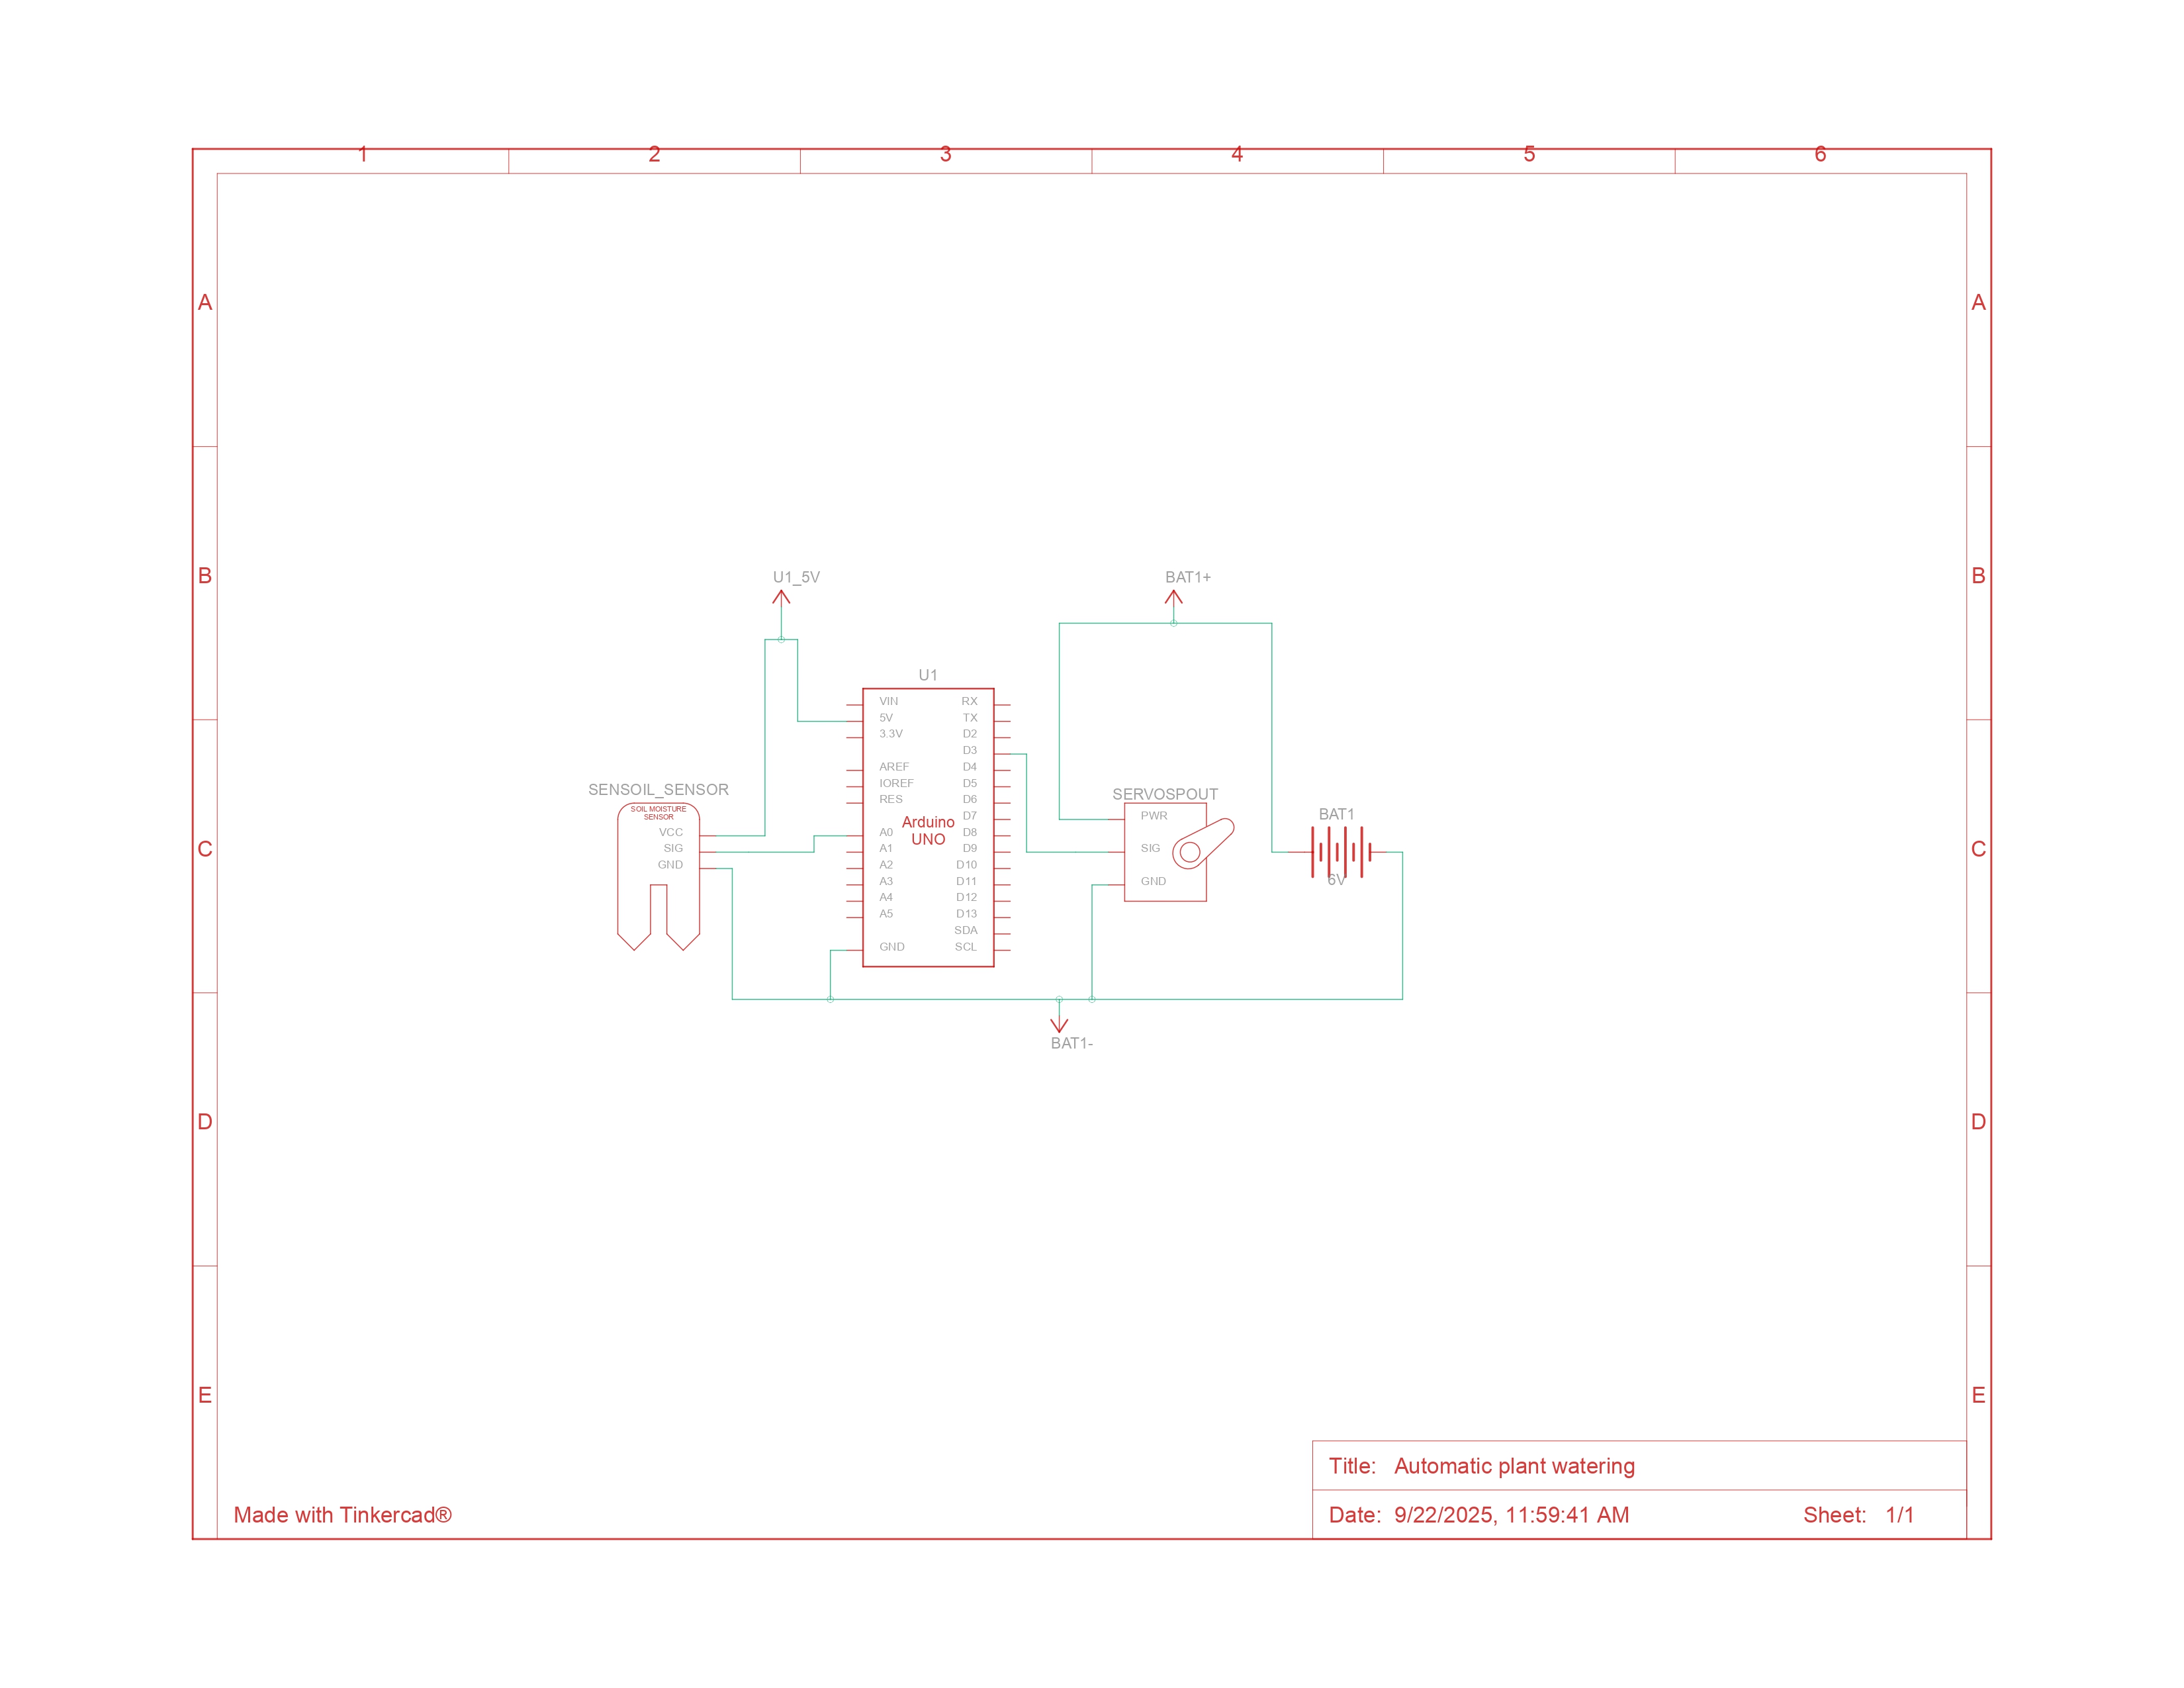 1 2 3 4 5 6
A A
B B
U1_5V BAT1+
U1
VIN RX
5V TX
3.3V D2
D3
AREF D4
IOREF D5
RES D6
D7
A0 D8
A1 D9
A2 D10
A3 D11
A4 D12
A5 D13
SDA
GND SCL
Arduino
UNO
SENSOIL_SENSOR
SOIL MOISTURE
SENSOR
VCC
SIG
GND
SERVOSPOUT
PWR
SIG
GND
BAT1
6V
C C
BAT1-
D D
E E
Title: Automatic plant watering
Made with Tinkercad®
Date: 9/22/2025, 11:59:41 AM Sheet: 1/1